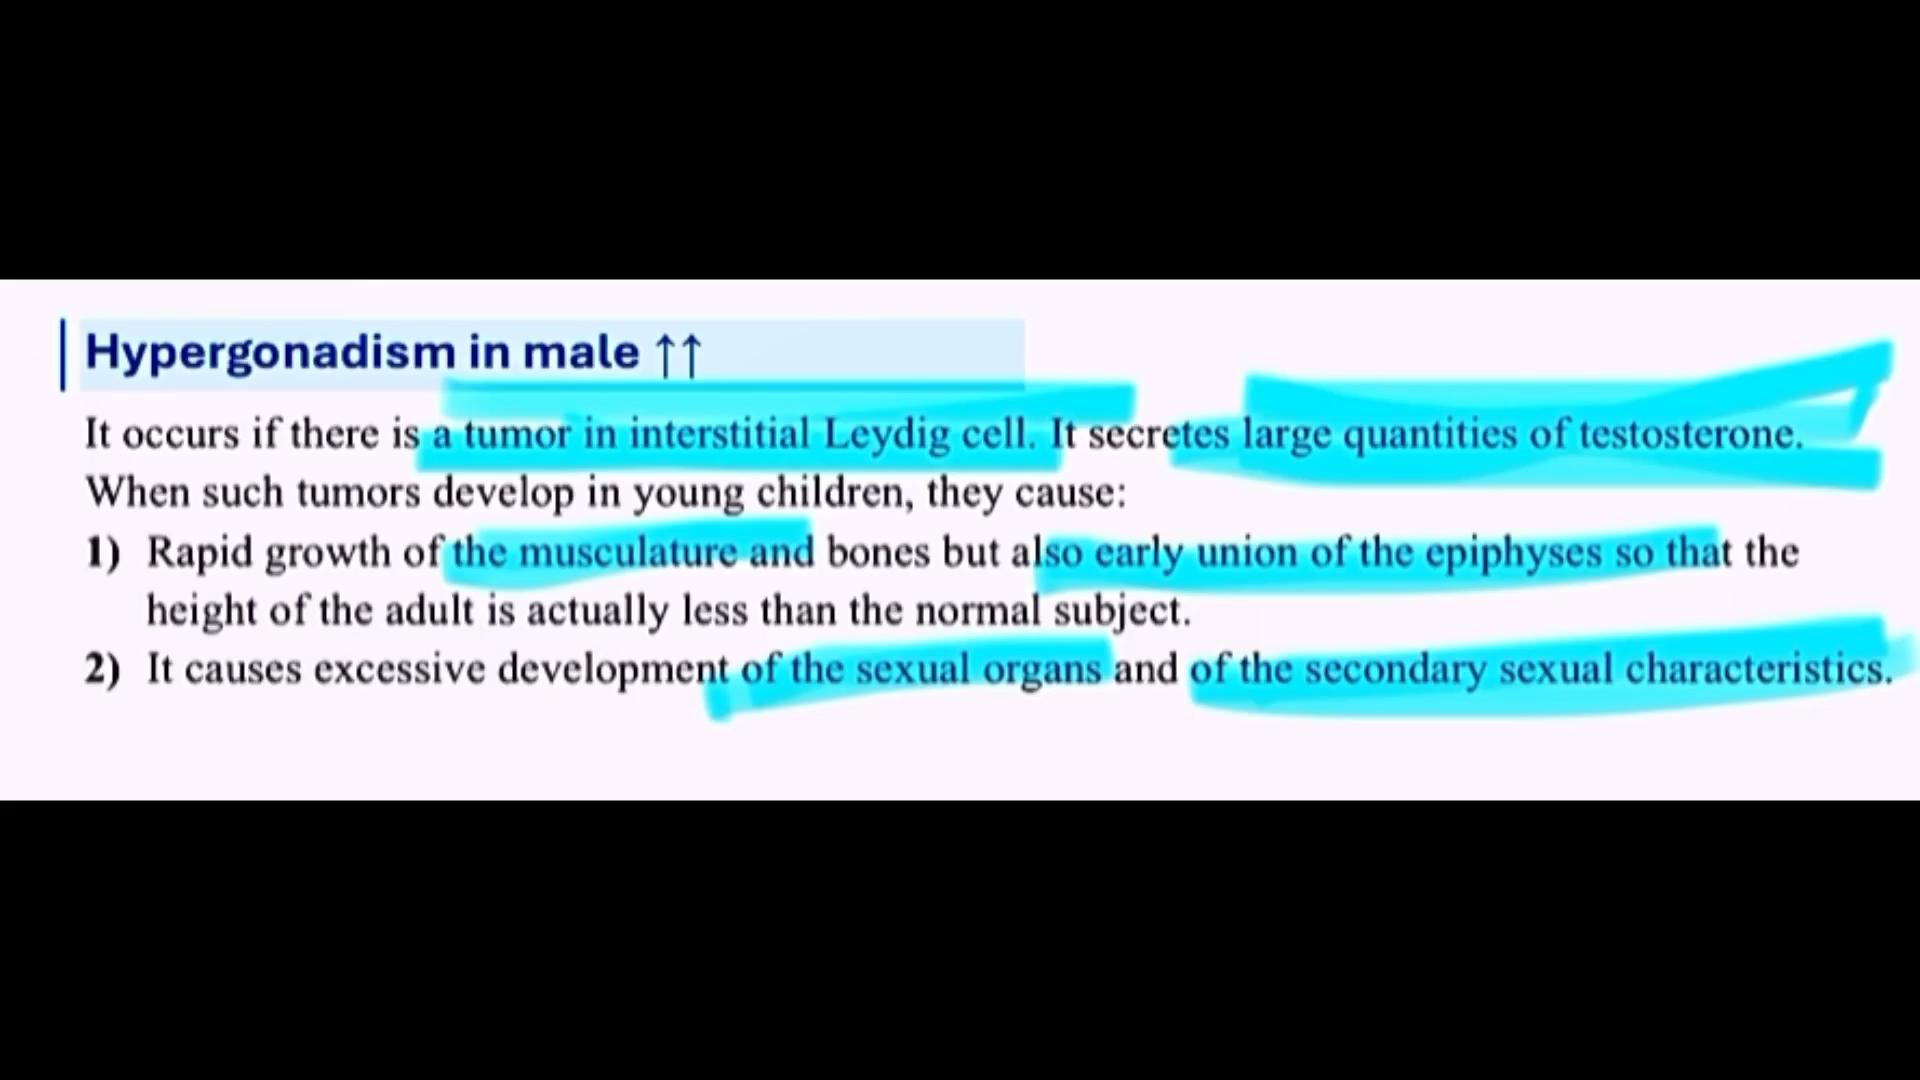 Hypergonadism in male ↑↑
It occurs if there is a tumor in interstitial Leydig cell. It secretes large quantities of testosterone.
When such tumors develop in young children, they cause:
1) Rapid growth of the musculature and bones but also early union of the epiphyses so that the
height of the adult is actually less than the normal subject.
2) It causes excessive development of the sexual organs and of the secondary sexual characteristics.